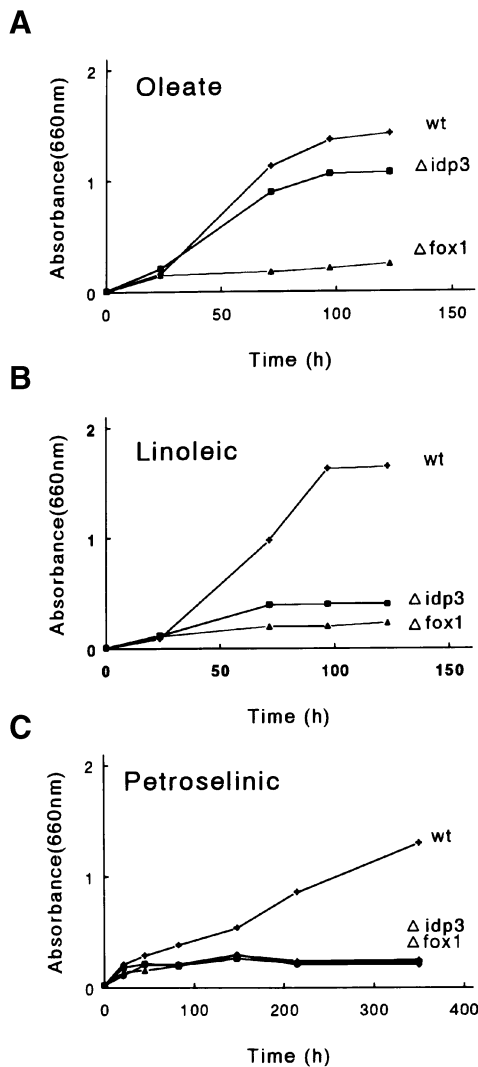 A
Oleate
Absorbance(660nm)
2
1
0
wt
Δidp3
Δfox1
0
50
100
150
Time (h)
B
Linoleic
Absorbance(660nm)
2
1
0
wt
Δidp3
Δfox1
0
50
100
150
Time (h)
C
Petroselinic
Absorbance(660nm)
2
1
0
wt
Δidp3
Δfox1
0
100
200
300
400
Time (h)